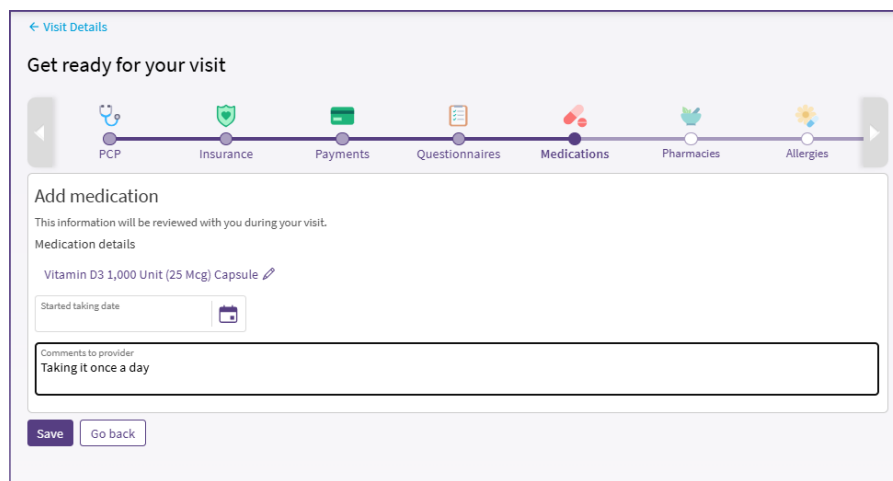 ← Visit Details
Get ready for your visit
PCP
Insurance
Payments
Questionnaires
Medications
Pharmacies
Allergies
Add medication
This information will be reviewed with you during your visit.
Medication details
Vitamin D3 1,000 Unit (25 Mcg) Capsule
Started taking date
Comments to provider
Taking it once a day
Save
Go back